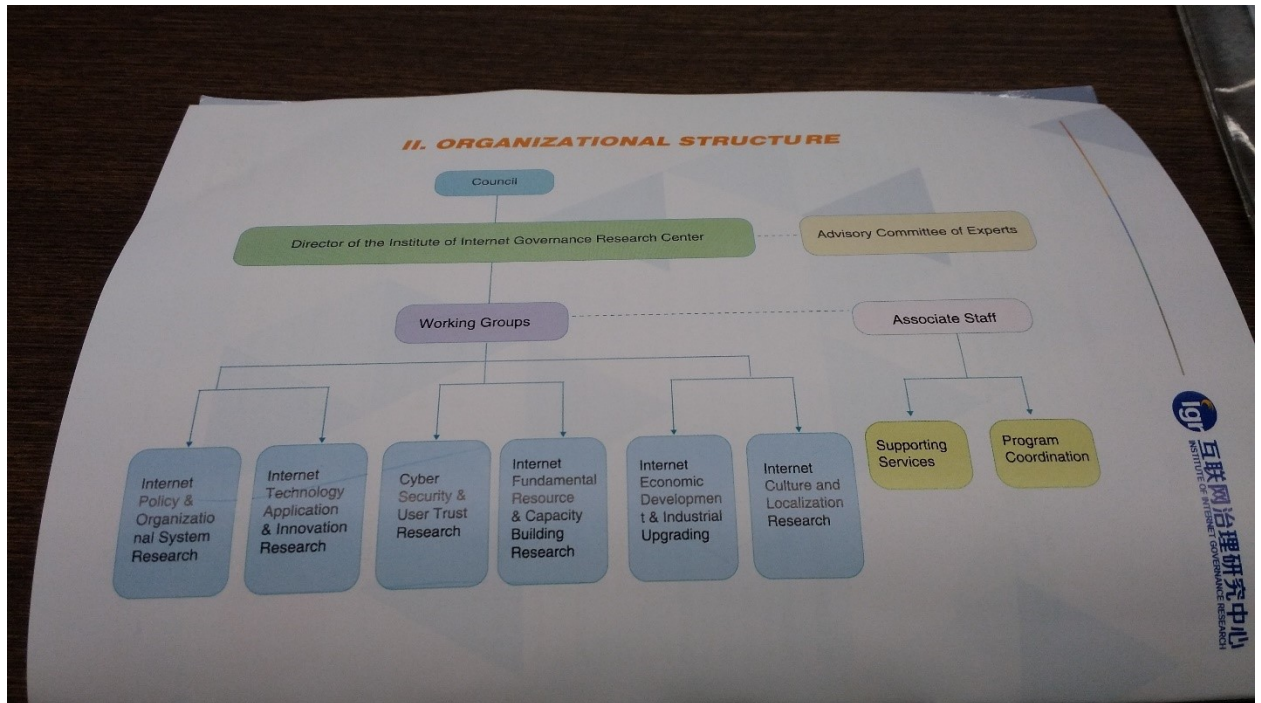 II. ORGANIZATIONAL STRUCTURE
Council
Director of the Institute of Internet Governance Research Center
Advisory Committee of Experts
Working Groups
Associate Staff
Internet
Policy &
Organizatio
nal System
Research
Internet
Technology
Application
& Innovation
Research
Cyber
Security &
User Trust
Research
Internet
Fundamental
Resource
& Capacity
Building
Research
Internet
Economic
Developmen
t & Industrial
Upgrading
Internet
Culture and
Localization
Research
Supporting
Services
Program
Coordination
igr
互联网治理研究中心
INSTITUTE OF INTERNET GOVERNANCE RESEARCH